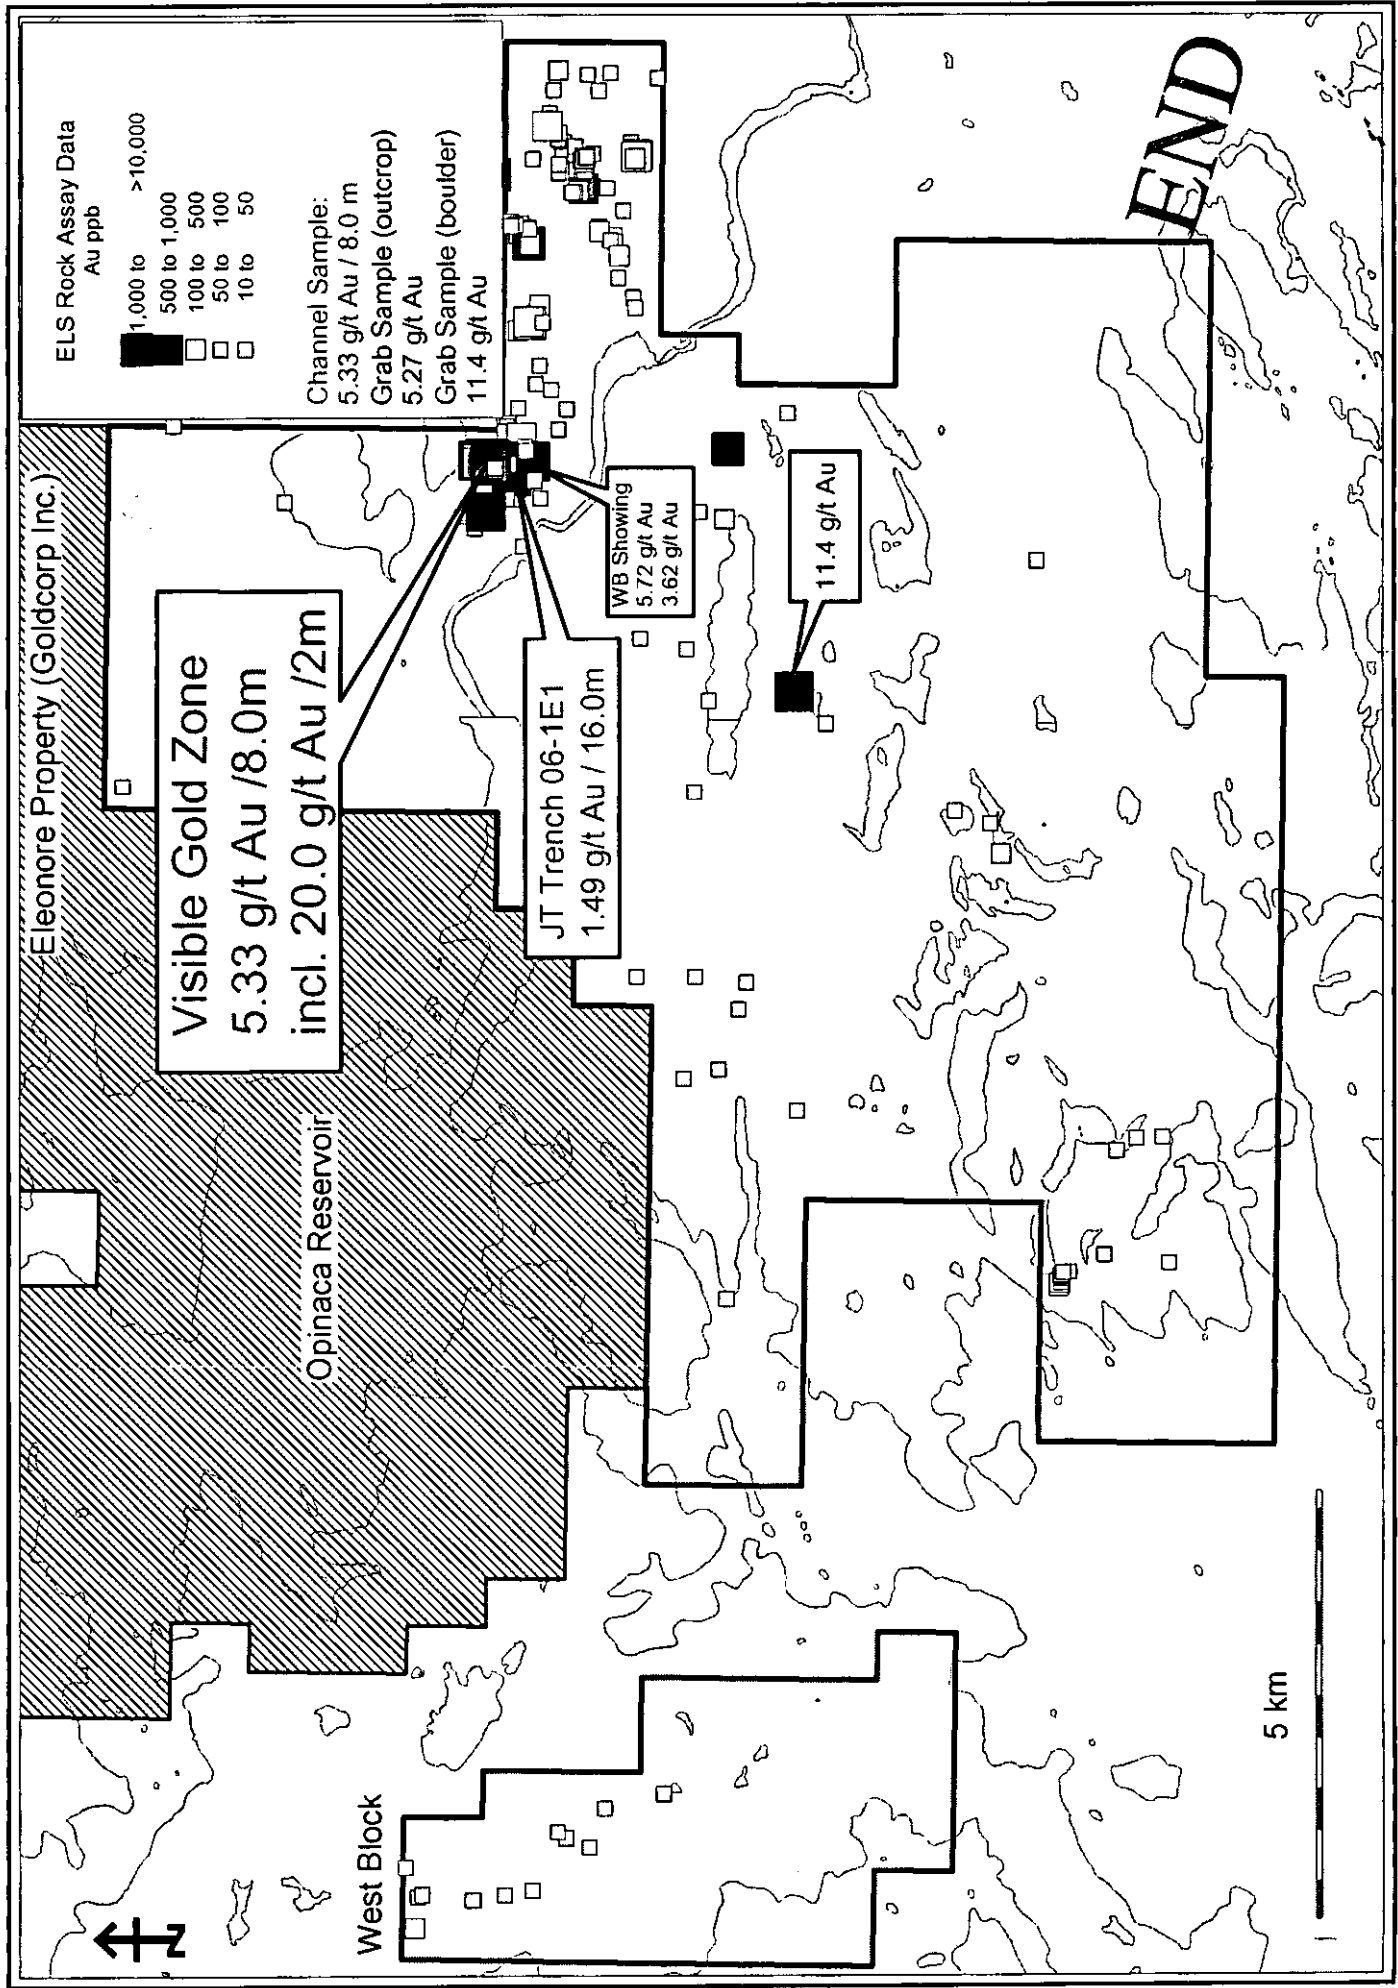 Eleonore Property (Goldcorp Inc.)
ELS Rock Assay Data
Au ppb
1,000 to >10,000
500 to 1,000
100 to 500
50 to 100
10 to 50
Channel Sample:
5.33 g/t Au / 8.0 m
Grab Sample (outcrop)
5.27 g/t Au
Grab Sample (boulder)
11.4 g/t Au
Visible Gold Zone
5.33 g/t Au /8.0m
incl. 20.0 g/t Au /2m
Opinaca Reservoir
JT Trench 06-1E1
1.49 g/t Au / 16.0m
WB Showing
5.72 g/t Au
3.62 g/t Au
11.4 g/t Au
West Block
N
5 km
END